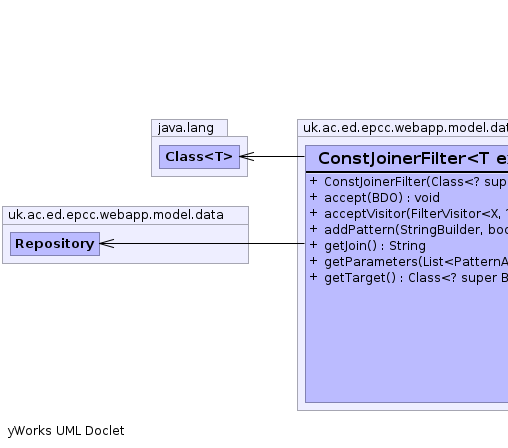 java.lang
Class<T>
uk.ac.ed.epcc.webapp.model.data
Repository
uk.ac.ed.epcc.webapp.model.dat
ConstJoinerFilter<T e
+ ConstJoinerFilter(Class<? sup
+ accept(BDO) : void
+ acceptVisitor(FilterVisitor<X, ?
+ addPattern(StringBuilder, boo
+ getJoin() : String
+ getParameters(List<PatternA
+ getTarget() : Class<? super B
yWorks UML Doclet